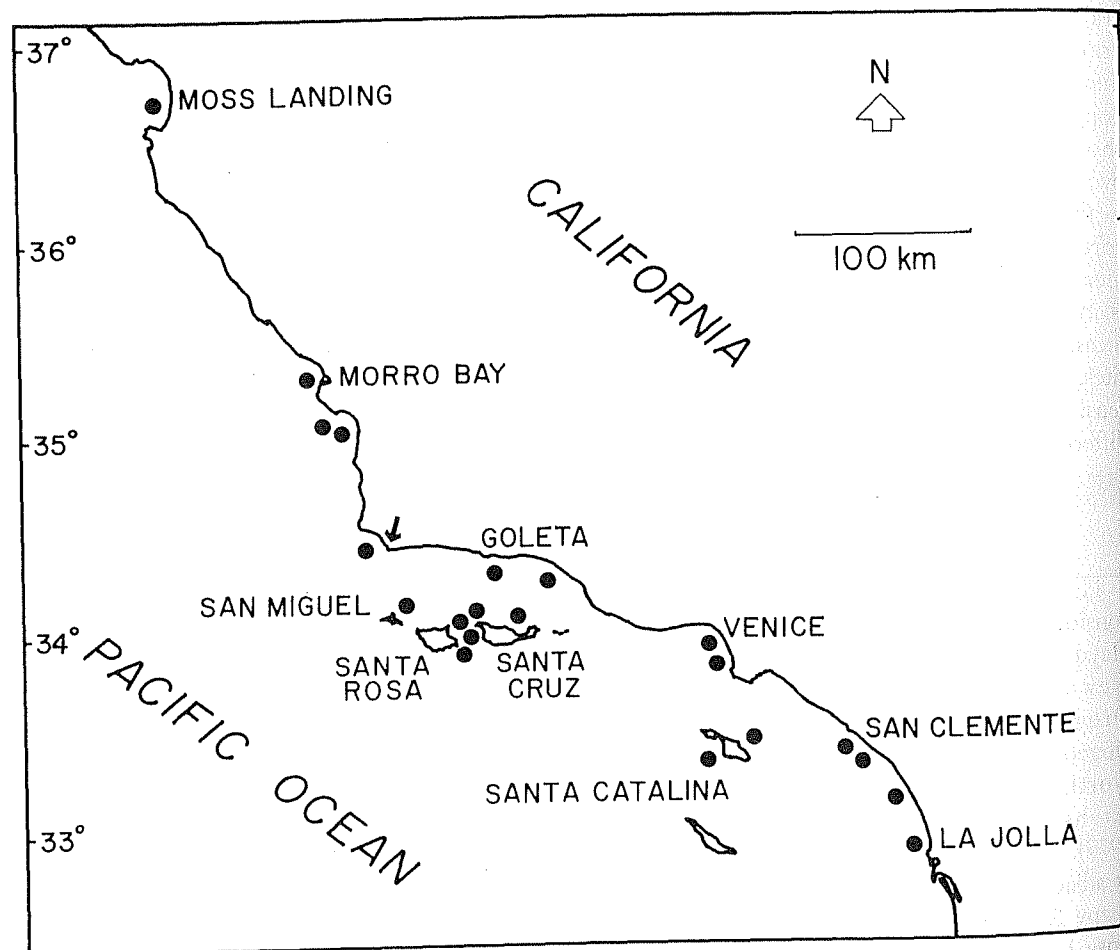 37°
MOSS LANDING
N
CALIFORNIA
36°
100 km
MORRO BAY
35°
GOLETA
SAN MIGUEL
VENICE
34°
SANTA
ROSA
SANTA
CRUZ
PACIFIC OCEAN
SAN CLEMENTE
SANTA CATALINA
33°
LA JOLLA